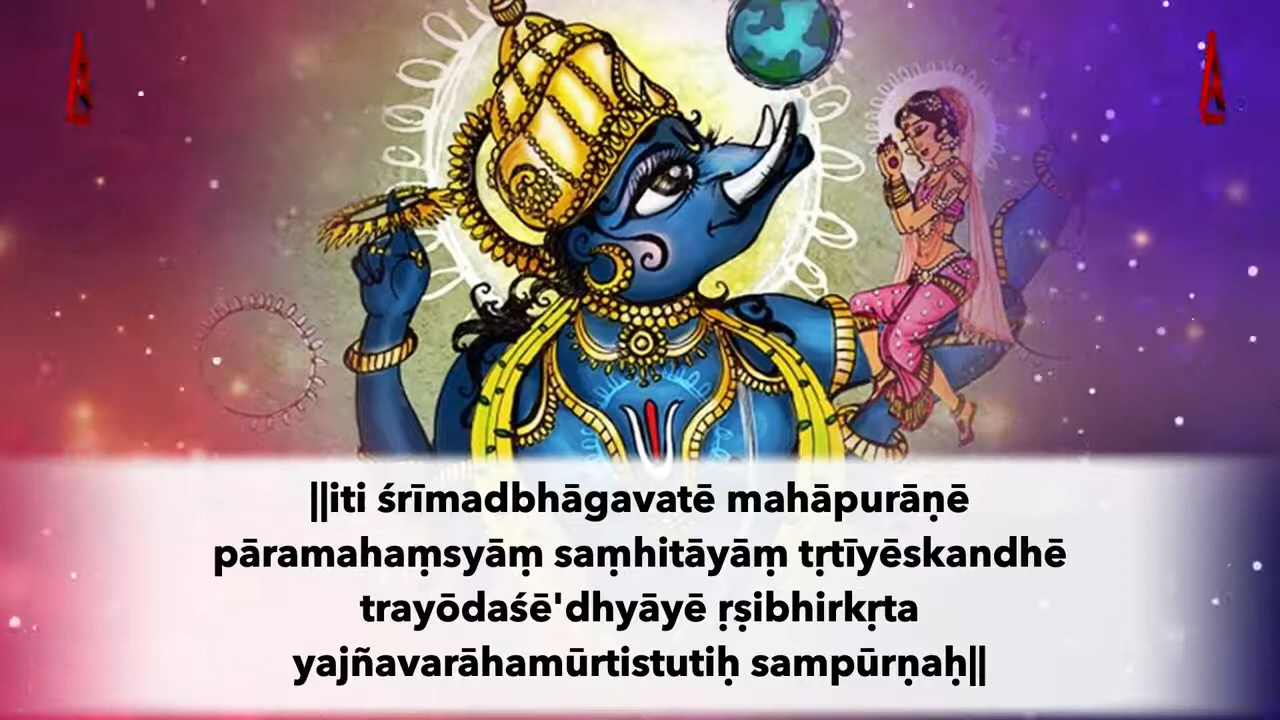 ||iti śrīmadbhāgavatē mahāpurāṇē
pāramahaṃsyāṃ saṃhitāyāṃ tṛtīyēskandhē
trayōdaśē'dhyāyē ṛṣibhirkṛta
yajñavarāhamūrtistutiḥ sampūrṇaḥ||